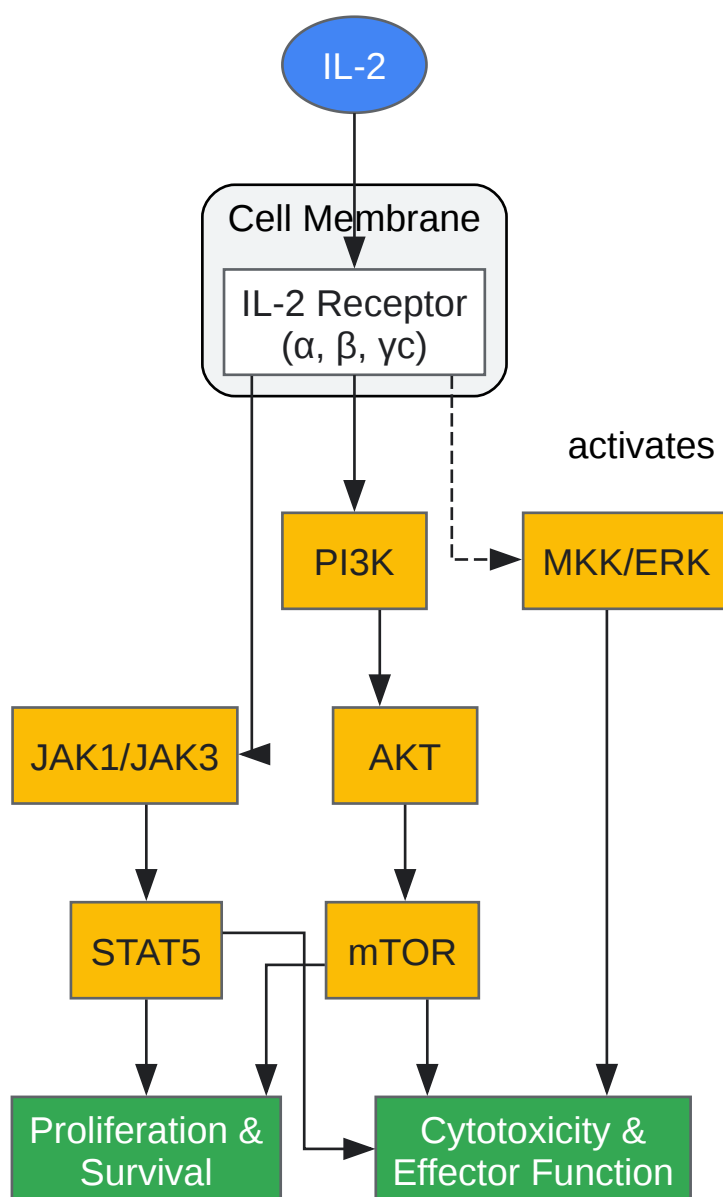 IL-2
Cell Membrane
IL-2 Receptor
(α, β, γc)
activates
PI3K
MKK/ERK
JAK1/JAK3
AKT
STAT5
mTOR
Proliferation &
Survival
Cytotoxicity &
Effector Function